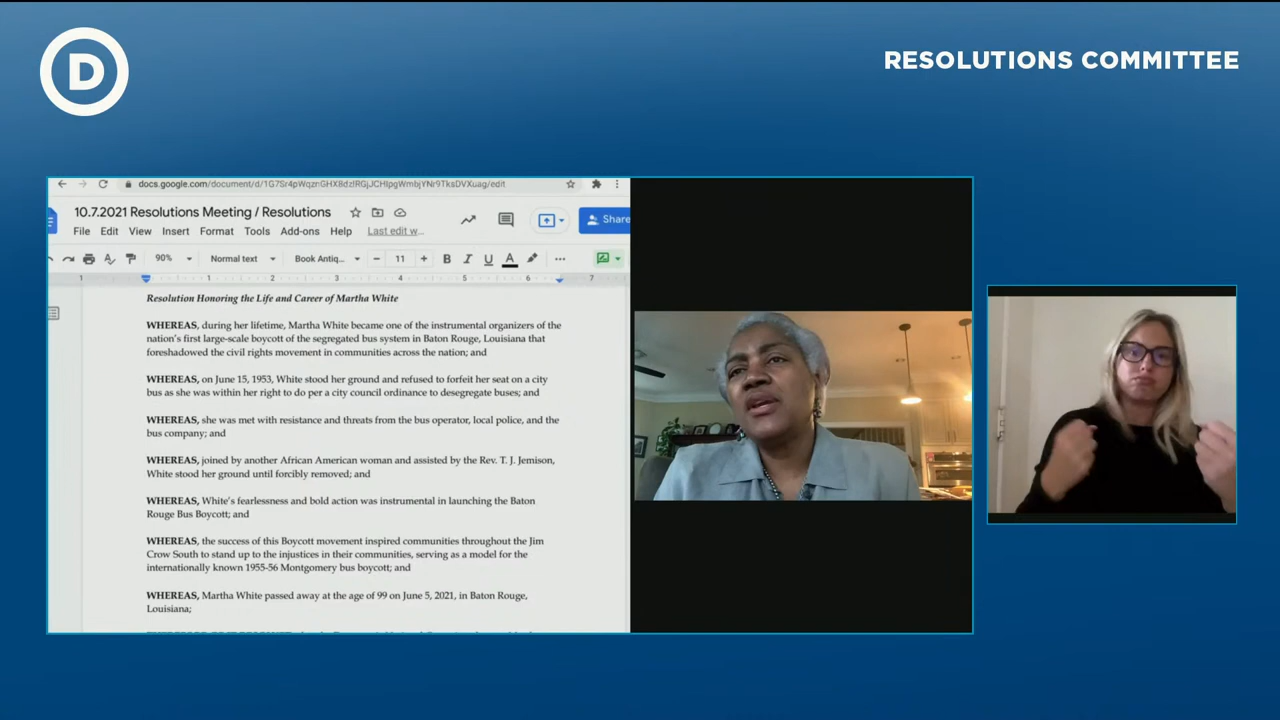 D
RESOLUTIONS COMMITTEE
10.7.2021 Resolutions Meeting / Resolutions
File Edit View Insert Format Tools Add-ons Help Last edit w...
Share
90% Normal text Book Antiq... − 11 + B I U A ...
1 1 2 3 4 5 6 7
Resolution Honoring the Life and Career of Martha White
WHEREAS, during her lifetime, Martha White became one of the instrumental organizers of the
nation's first large-scale boycott of the segregated bus system in Baton Rouge, Louisiana that
foreshadowed the civil rights movement in communities across the nation; and
WHEREAS, on June 15, 1953, White stood her ground and refused to forfeit her seat on a city
bus as she was within her right to do per a city council ordinance to desegregate buses; and
WHEREAS, she was met with resistance and threats from the bus operator, local police, and the
bus company; and
WHEREAS, joined by another African American woman and assisted by the Rev. T. J. Jemison,
White stood her ground until forcibly removed; and
WHEREAS, White's fearlessness and bold action was instrumental in launching the Baton
Rouge Bus Boycott; and
WHEREAS, the success of this Boycott movement inspired communities throughout the Jim
Crow South to stand up to the injustices in their communities, serving as a model for the
internationally known 1955-56 Montgomery bus boycott; and
WHEREAS, Martha White passed away at the age of 99 on June 5, 2021, in Baton Rouge,
Louisiana;